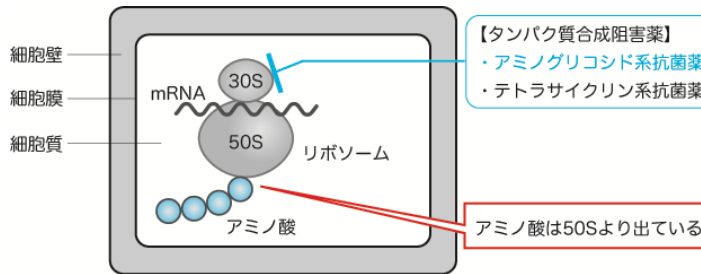 【タンパク質合成阻害薬】
・アミノグリコシド系抗菌薬
・テトラサイクリン系抗菌薬
細胞壁
細胞膜
細胞質
30S
mRNA
50S
リボソーム
アミノ酸
アミノ酸は50Sより出ている